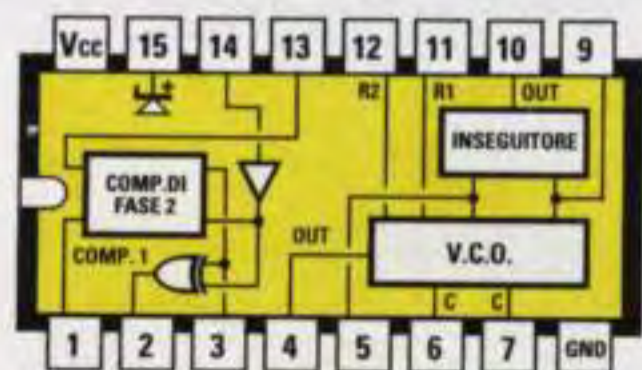 Vcc 15 14 13 12 11 10 9
R2 R1 OUT
INSEGUITORE
COMP. DI
FASE 2
OUT
V.C.O.
COMP. 1
C C
1 2 3 4 5 6 7 GND